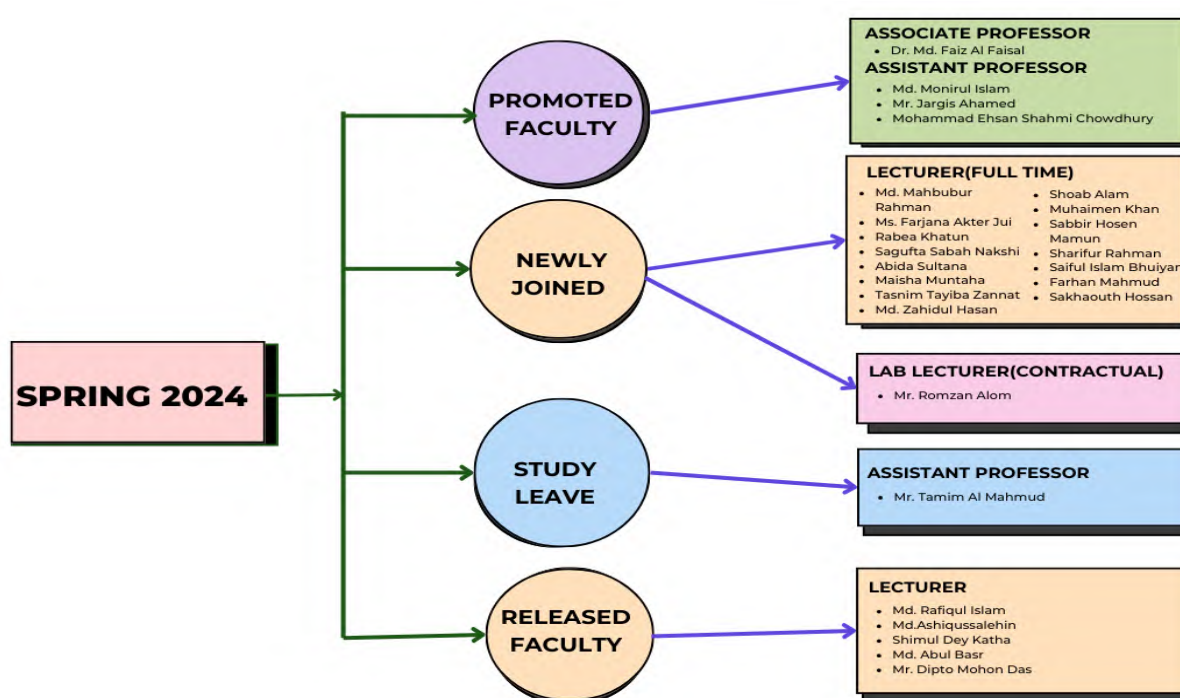 SPRING 2024
PROMOTED
FACULTY
ASSOCIATE PROFESSOR
• Dr. Md. Faiz Al Faisal
ASSISTANT PROFESSOR
• Md. Monirul Islam
• Mr. Jargis Ahamed
• Mohammad Ehsan Shahmi Chowdhury
NEWLY
JOINED
LECTURER(FULL TIME)
• Md. Mahbubur
Rahman
• Ms. Farjana Akter Jui
• Rabea Khatun
• Sagufta Sabah Nakshi
• Abida Sultana
• Maisha Muntaha
• Tasnim Tayiba Zannat
• Md. Zahidul Hasan
• Shoab Alam
• Muhaimen Khan
• Sabbir Hosen
Mamun
• Sharifur Rahman
• Saiful Islam Bhuiyan
• Farhan Mahmud
• Sakhaouth Hossan
LAB LECTURER(CONTRACTUAL)
• Mr. Romzan Alom
STUDY
LEAVE
ASSISTANT PROFESSOR
• Mr. Tamim Al Mahmud
RELEASED
FACULTY
LECTURER
• Md. Rafiqul Islam
• Md.Ashiqussalehin
• Shimul Dey Katha
• Md. Abul Basr
• Mr. Dipto Mohon Das